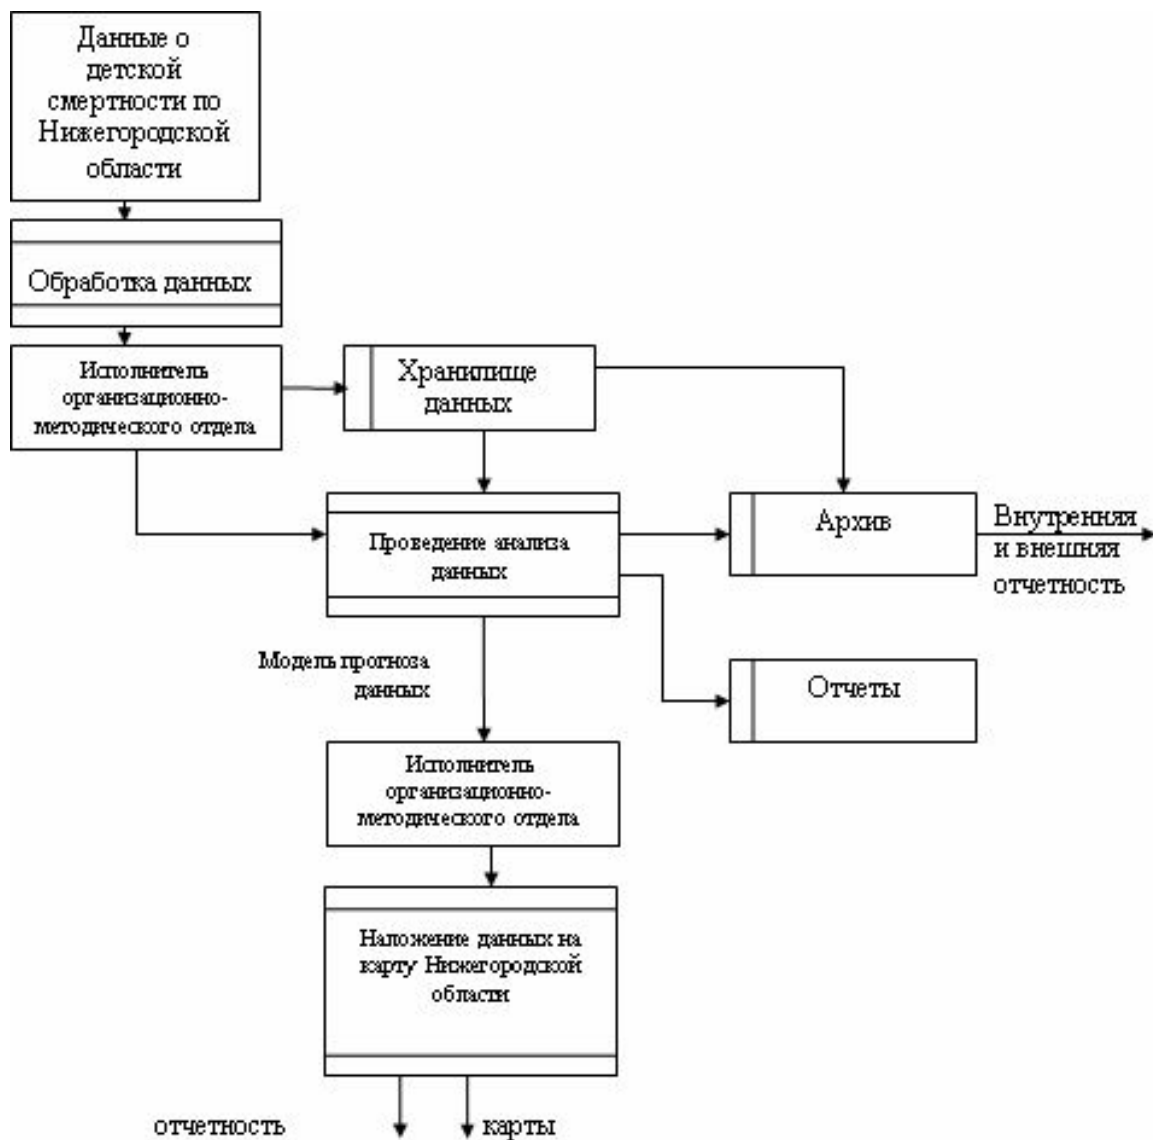 Данные о
детской
смертности по
Нижегородской
области
Обработка данных
Исполнитель
организационно-
методического отдела
Хранилище
данных
Проведение анализа
данных
Архив
Внутренняя
и внешняя
отчетность
Модель прогноза
данных
Отчеты
Исполнитель
организационно-
методического отдела
Наложение данных на
карту Нижегородской
области
отчетность
карты